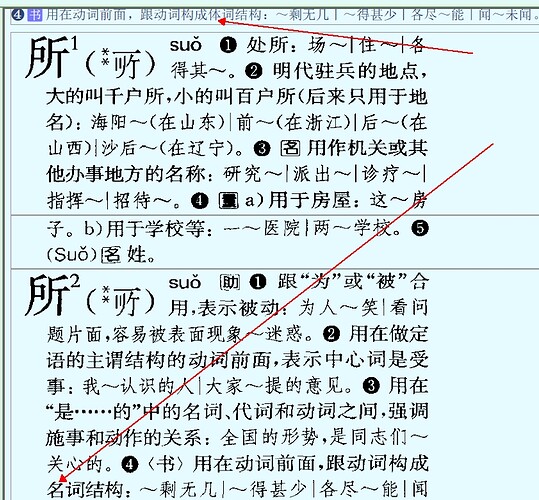 ❹ 书 用在动词前面，跟动词构成体词结构：～剩无几｜～得甚少｜各尽～能｜闻～未闻。
所¹（**㪽） suǒ ❶ 处所：场～|住～|各
得其～。❷ 明代驻兵的地点，
大的叫千户所，小的叫百户所（后来只用于地
名）：海阳～（在山东）|前～（在浙江）|后～（在
山西）|沙后～（在辽宁）。❸ 名 用作机关或其
他办事地方的名称：研究～|派出～|诊疗～|
指挥～|招待～。❹ 量 a）用于房屋：这～房
子。b）用于学校等：一～医院|两～学校。❺
（Suǒ）名 姓。
所²（**㪽） suǒ 助 ❶ 跟“为”或“被”合
用，表示被动：为人～笑|看问
题片面，容易被表面现象～迷惑。❷ 用在做定
语的主谓结构的动词前面，表示中心词是受
事：我～认识的人|大家～提的意见。❸ 用在
“是……的”中的名词、代词和动词之间，强调
施事和动作的关系：全国的形势，是同志们～
关心的。❹〈书〉用在动词前面，跟动词构成
名词结构：～剩无几|～得甚少|各尽～能|闻